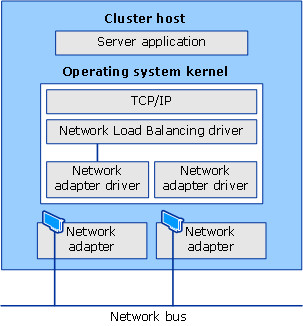 Cluster host
Server application
Operating system kernel
TCP/IP
Network Load Balancing driver
Network
adapter driver
Network
adapter driver
Network
adapter
Network
adapter
Network bus